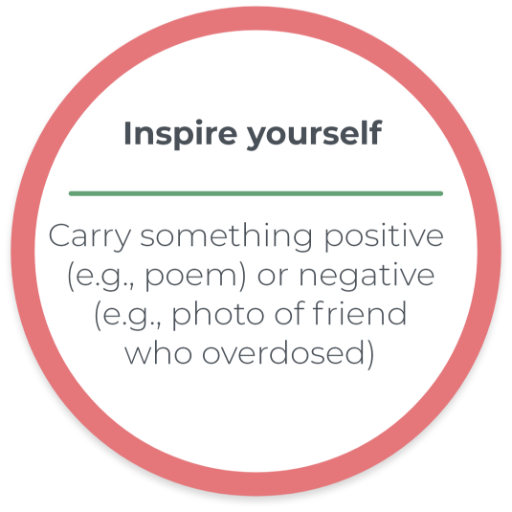 Inspire yourself
Carry something positive
(e.g., poem) or negative
(e.g., photo of friend
who overdosed)